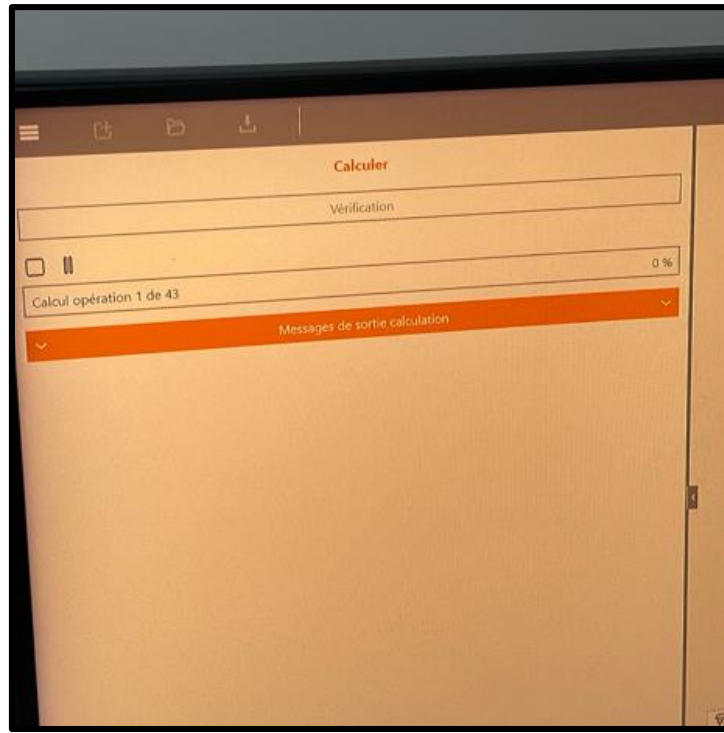 Calculer
Vérification
Calcul opération 1 de 43 0 %
Messages de sortie calculation